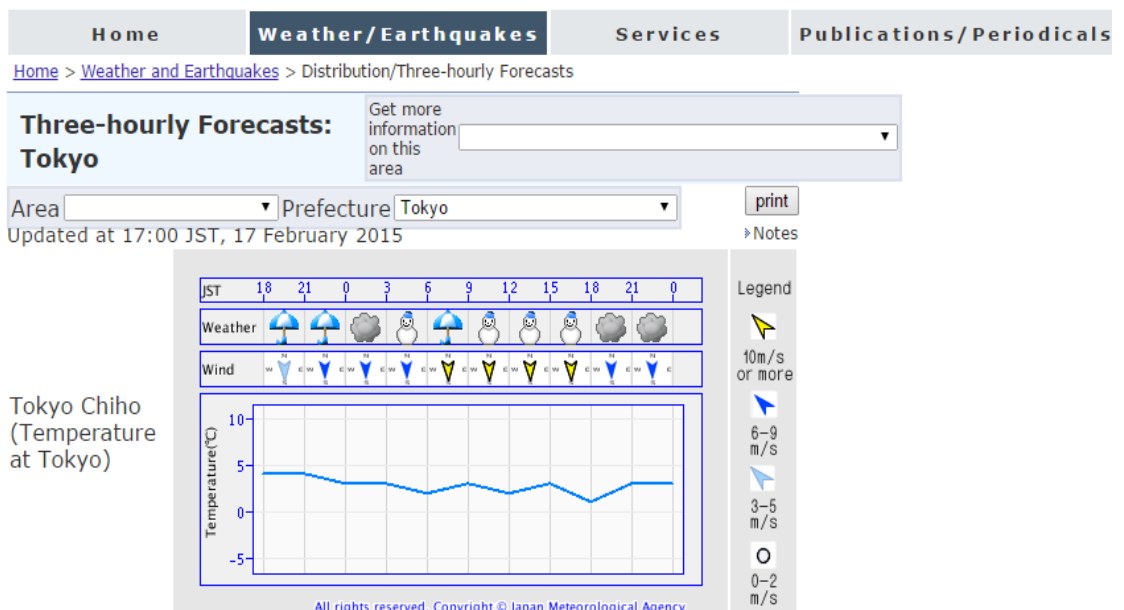 Home Weather/Earthquakes Services Publications/Periodicals
Home > Weather and Earthquakes > Distribution/Three-hourly Forecasts
Three-hourly Forecasts:
Tokyo
Get more
information
on this
area
Area Prefecture Tokyo
print
Updated at 17:00 JST, 17 February 2015
Notes
Tokyo Chiho
(Temperature
at Tokyo)
JST 18 21 0 3 6 9 12 15 18 21 0
Weather
Wind
N N N N N N N N N N
W E W E W E W E W E W E W E W E W E W E
S S S S S S S S S S
Temperature(℃)
10
5
0
-5
All rights reserved. Copyright © Japan Meteorological Agency
Legend
10m/s
or more
6-9
m/s
3-5
m/s
0-2
m/s